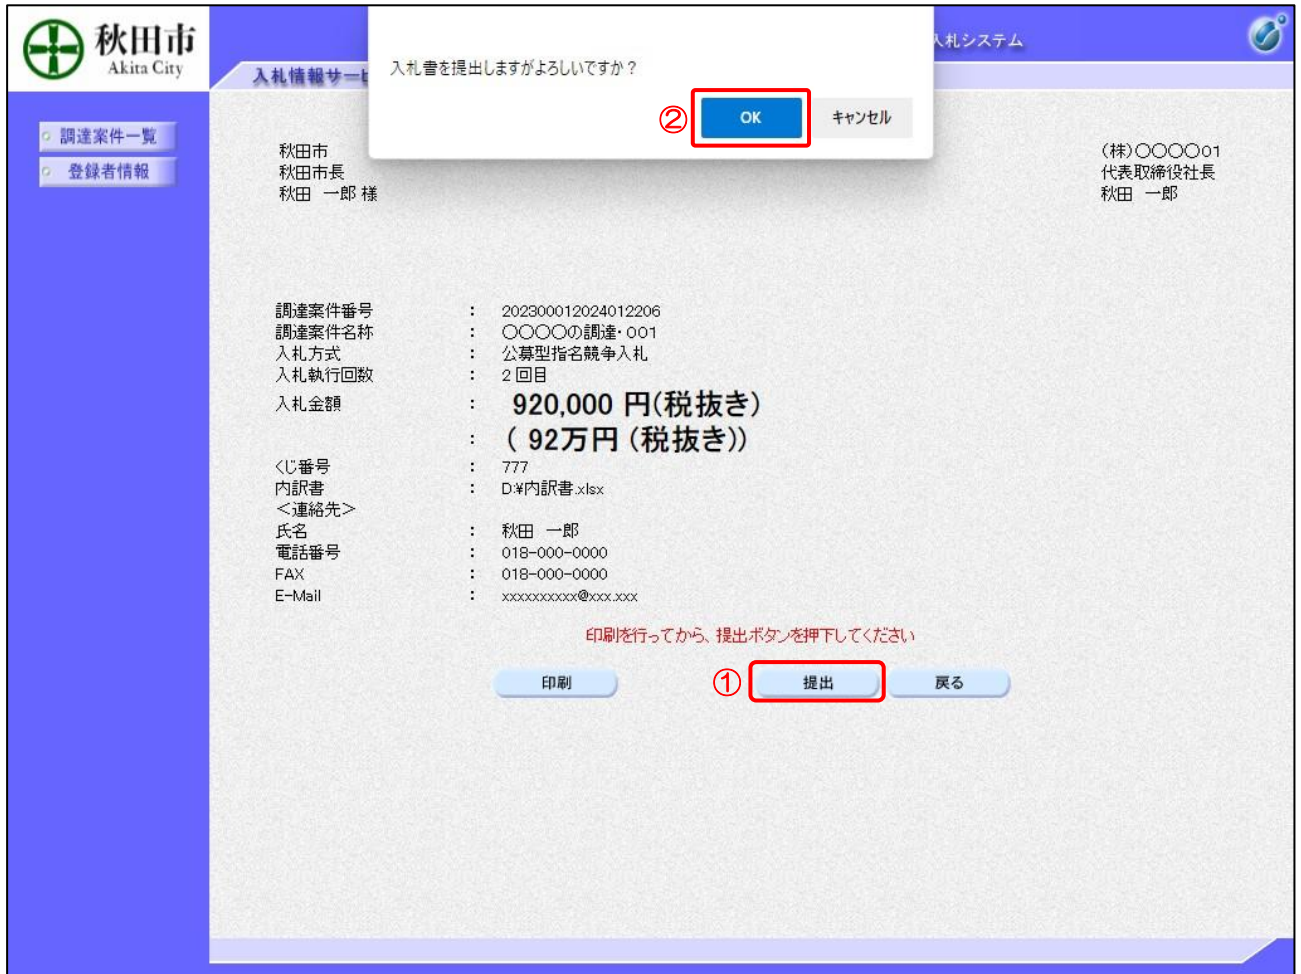 秋田市
Akita City
入札システム
入札情報サービ
入札書を提出しますがよろしいですか？
② OK キャンセル
調達案件一覧
登録者情報
秋田市
秋田市長
秋田 一郎 様
(株)〇〇〇〇01
代表取締役社長
秋田 一郎
調達案件番号 : 202300012024012206
調達案件名称 : 〇〇〇〇の調達・001
入札方式 : 公募型指名競争入札
入札執行回数 : 2回目
入札金額 : 920,000 円(税抜き)
: ( 92万円 (税抜き))
くじ番号 : 777
内訳書 : D:¥内訳書.xlsx
＜連絡先＞
氏名 : 秋田 一郎
電話番号 : 018-000-0000
FAX : 018-000-0000
E-Mail : xxxxxxxxxx@xxx.xxx
印刷を行ってから、提出ボタンを押下してください
印刷 ① 提出 戻る